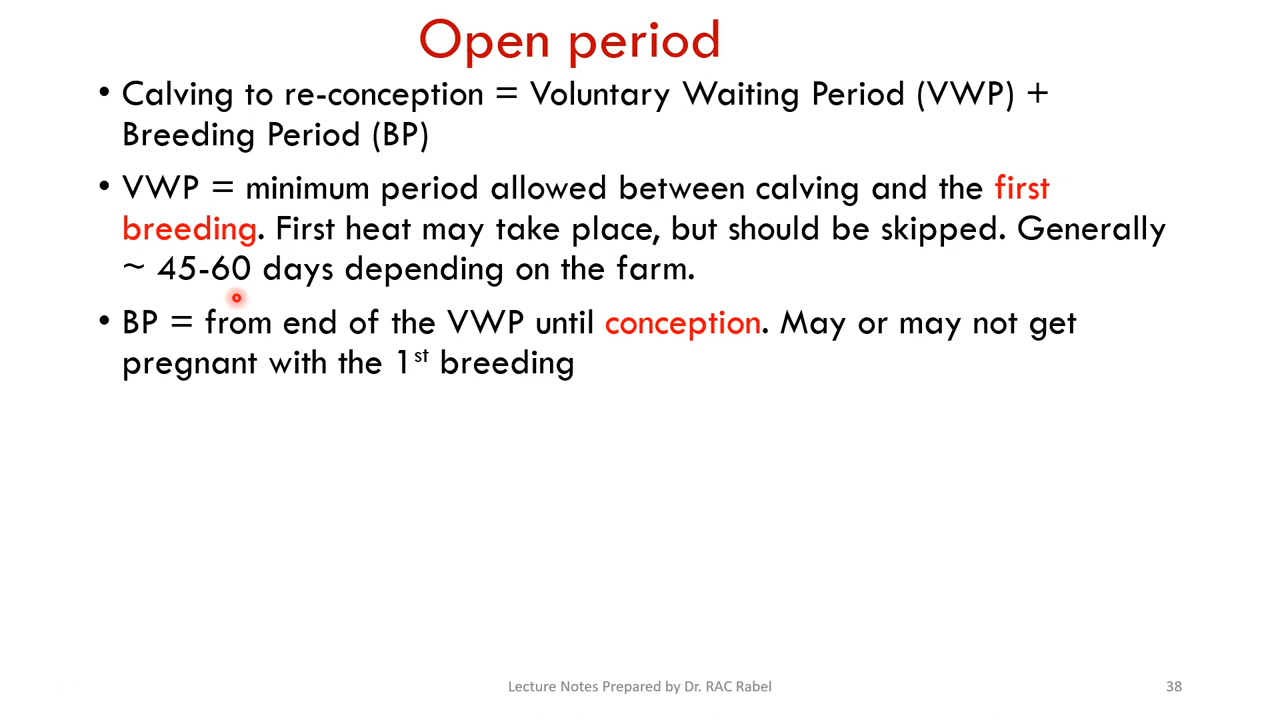 Open period
• Calving to re-conception = Voluntary Waiting Period (VWP) +
Breeding Period (BP)
• VWP = minimum period allowed between calving and the first
breeding. First heat may take place, but should be skipped. Generally
~ 45-60 days depending on the farm.
• BP = from end of the VWP until conception. May or may not get
pregnant with the 1st breeding
Lecture Notes Prepared by Dr. RAC Rabel
38